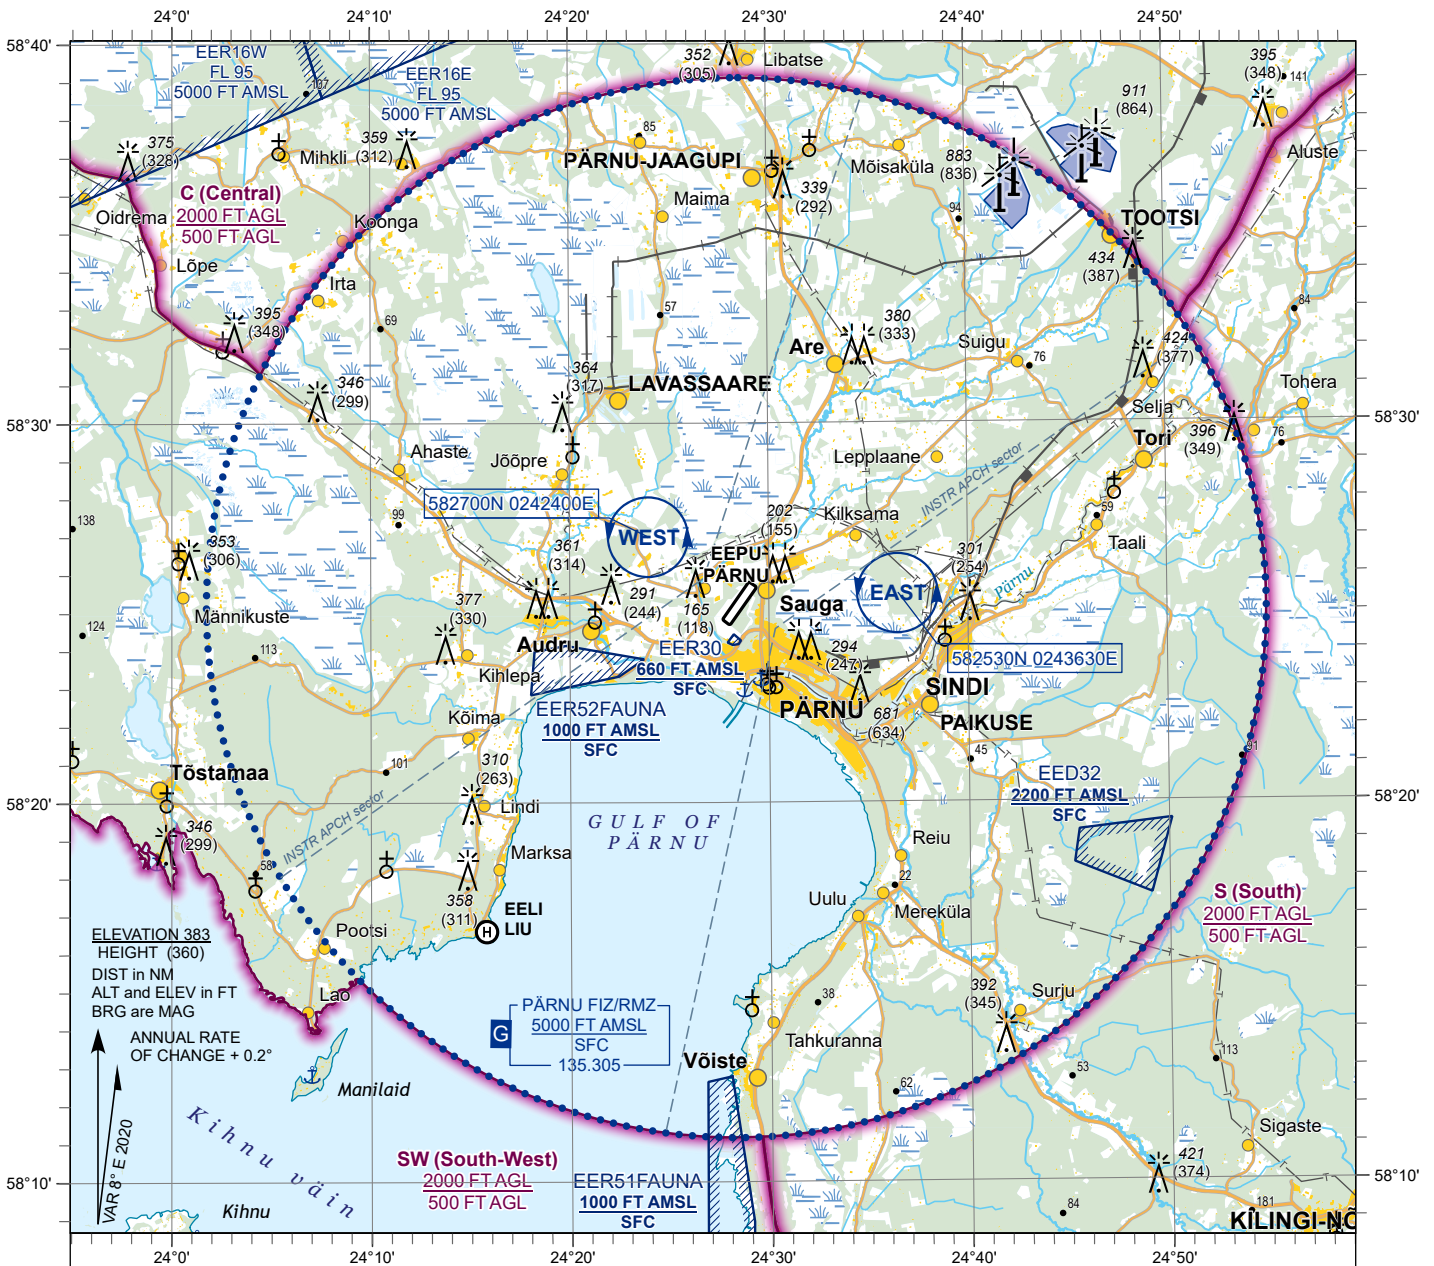 24°0'
24°10'
24°20'
24°30'
24°40'
24°50'
58°40'
58°30'
58°20'
58°10'
58°30'
58°20'
58°10'
EER16W
FL 95
5000 FT AMSL
EER16E
FL 95
5000 FT AMSL
352
(305)
Libatse
395
(348)
141
911
(864)
137
375
(328)
Mihkli
359
(312)
85
PÄRNU-JAAGUPI
Mõisaküla
883
(836)
Aluste
C (Central)
2000 FT AGL
500 FT AGL
Oidrema
Koonga
Maima
339
(292)
94
TOOTSI
434
(387)
Lõpe
Irta
395
(348)
69
57
380
(333)
84
Are
Suigu
76
424
(377)
364
(317)
346
(299)
LAVASSAARE
Tohera
Selja
396
(349)
76
Tori
Ahaste
Jõõpre
Lepplaane
INSTR APCH sector
582700N 0242400E
99
138
WEST
202
(155)
Kilksama
59
Taali
353
(306)
361
(314)
EEPU
PÄRNU
301
(254)
Pärnu
EAST
291
(244)
165
(118)
Sauga
Männikuste
377
(330)
124
113
Audru
294
(247)
582530N 0243630E
EER30
660 FT AMSL
SFC
Kihlepa
SINDI
PÄRNU
681
(634)
PAIKUSE
EER52FAUNA
1000 FT AMSL
SFC
Kõima
310
(263)
45
91
101
Tõstamaa
EED32
2200 FT AMSL
SFC
INSTR APCH sector
Lindi
GULF OF
PÄRNU
346
(299)
Reiu
Marksa
58
22
S (South)
2000 FT AGL
500 FT AGL
358
(311)
EELI
LIU
H
Uulu
Mereküla
ELEVATION 383
HEIGHT (360)
DIST in NM
ALT and ELEV in FT
BRG are MAG
Pootsi
Lao
392
(345)
Surju
ANNUAL RATE
OF CHANGE + 0.2°
G
PÄRNU FIZ/RMZ
5000 FT AMSL
SFC
135.305
38
Tahkuranna
Võiste
113
53
62
Manilaid
VAR 8° E 2020
Kihnu väin
Sigaste
SW (South-West)
2000 FT AGL
500 FT AGL
EER51FAUNA
1000 FT AMSL
SFC
421
(374)
Kihnu
84
181
KILINGI-NÕ
24°0'
24°10'
24°20'
24°30'
24°40'
24°50'